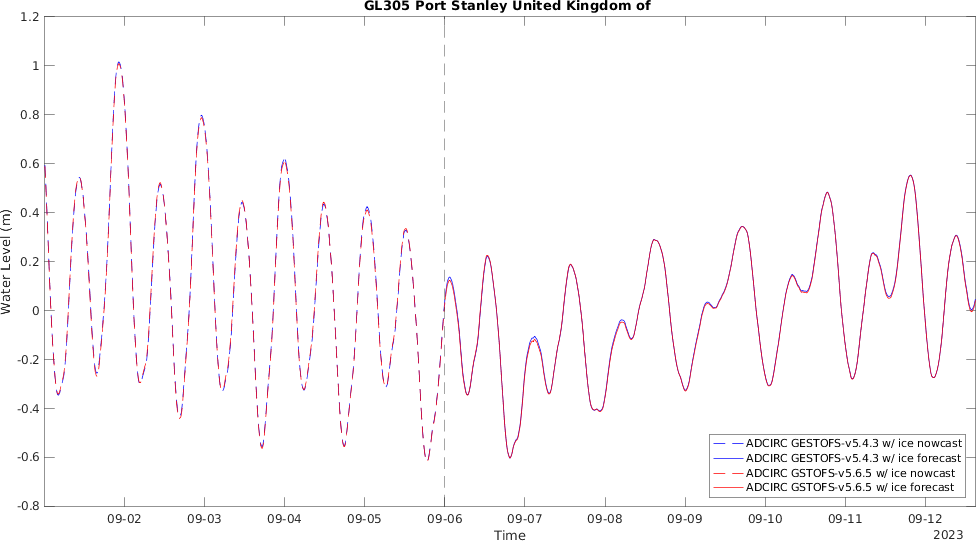 GL305 Port Stanley United Kingdom of
1.2
1
0.8
0.6
0.4
0.2
0
-0.2
-0.4
-0.6
-0.8
Water Level (m)
ADCIRC GESTOFS-v5.4.3 w/ ice nowcast
ADCIRC GESTOFS-v5.4.3 w/ ice forecast
ADCIRC GSTOFS-v5.6.5 w/ ice nowcast
ADCIRC GSTOFS-v5.6.5 w/ ice forecast
09-02 09-03 09-04 09-05 09-06 09-07 09-08 09-09 09-10 09-11 09-12
Time
2023